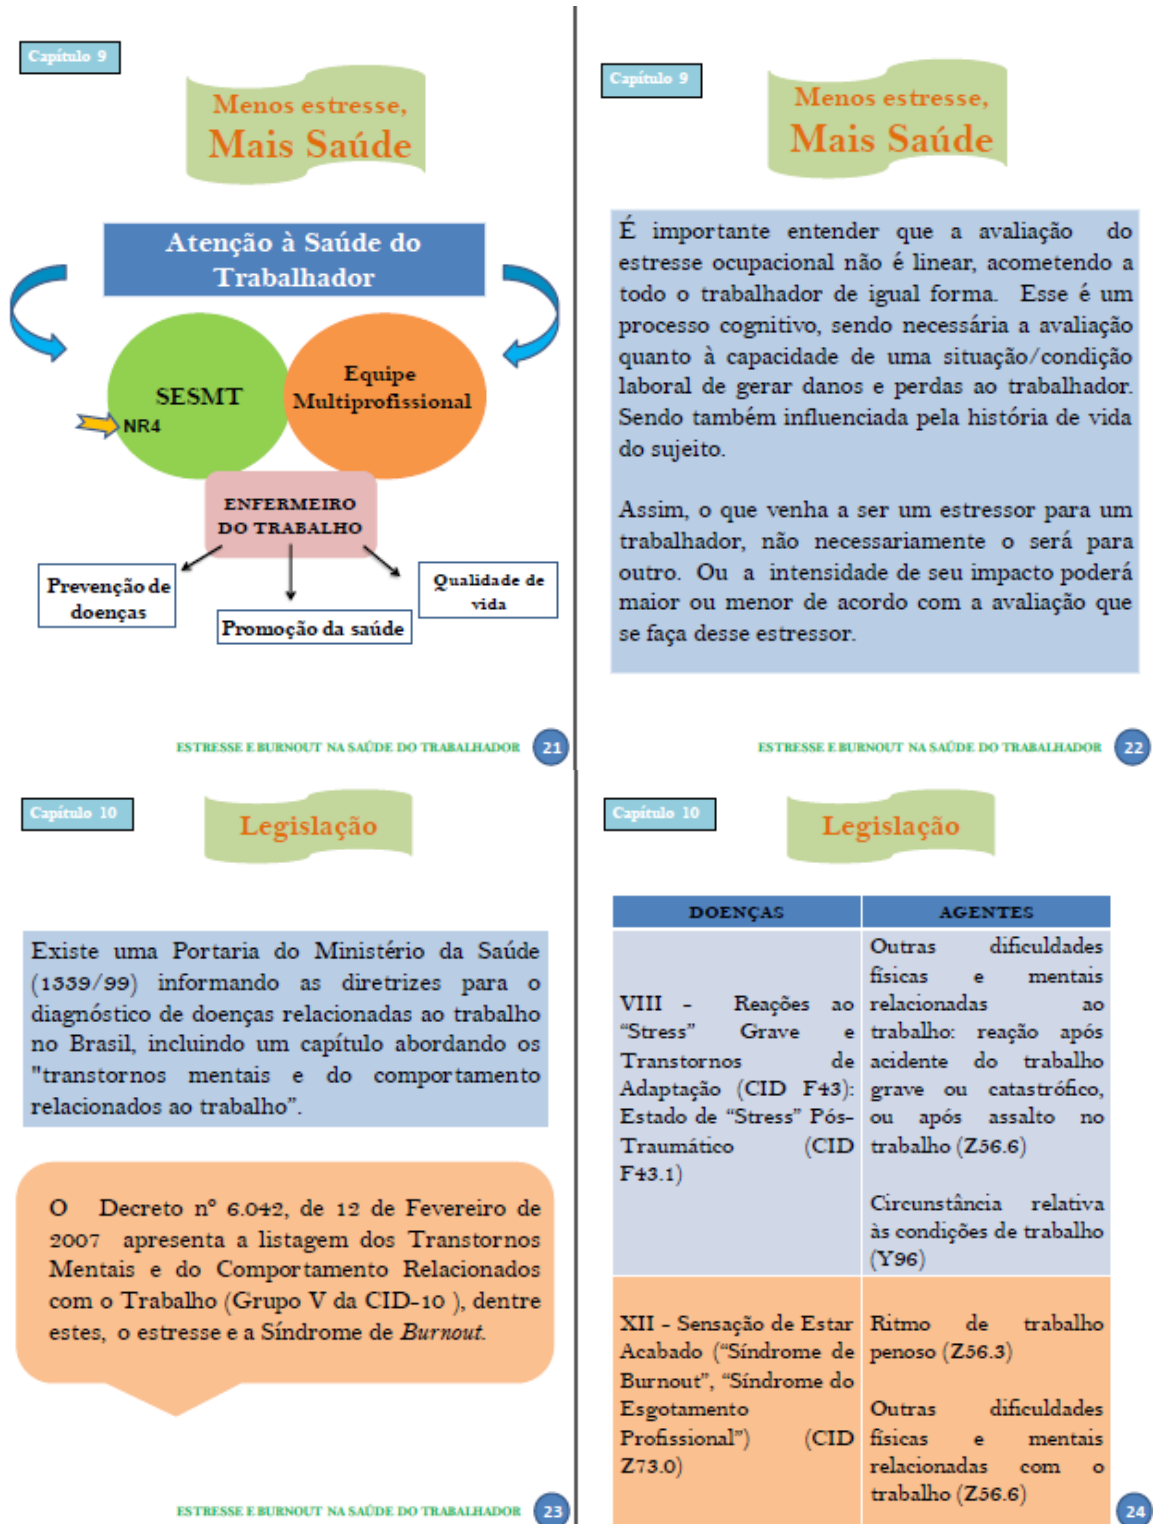 Capítulo 9
Menos estresse,
Mais Saúde
Atenção à Saúde do
Trabalhador
SESMT
NR4
Equipe
Multiprofissional
ENFERMEIRO
DO TRABALHO
Prevenção de
doenças
Promoção da saúde
Qualidade de
vida
ESTRESSE E BURNOUT NA SAÚDE DO TRABALHADOR 21
Capítulo 9
Menos estresse,
Mais Saúde
É importante entender que a avaliação do
estresse ocupacional não é linear, acometendo a
todo o trabalhador de igual forma. Esse é um
processo cognitivo, sendo necessária a avaliação
quanto à capacidade de uma situação/condição
laboral de gerar danos e perdas ao trabalhador.
Sendo também influenciada pela história de vida
do sujeito.
Assim, o que venha a ser um estressor para um
trabalhador, não necessariamente o será para
outro. Ou a intensidade de seu impacto poderá
maior ou menor de acordo com a avaliação que
se faça desse estressor.
ESTRESSE E BURNOUT NA SAÚDE DO TRABALHADOR 22
Capítulo 10
Legislação
Existe uma Portaria do Ministério da Saúde
(1339/99) informando as diretrizes para o
diagnóstico de doenças relacionadas ao trabalho
no Brasil, incluindo um capítulo abordando os
"transtornos mentais e do comportamento
relacionados ao trabalho”.
O Decreto nº 6.042, de 12 de Fevereiro de
2007 apresenta a listagem dos Transtornos
Mentais e do Comportamento Relacionados
com o Trabalho (Grupo V da CID-10 ), dentre
estes, o estresse e a Síndrome de Burnout.
ESTRESSE E BURNOUT NA SAÚDE DO TRABALHADOR 23
Capítulo 10
Legislação
DOENÇAS
AGENTES
VIII - Reações ao
“Stress” Grave e
Transtornos de
Adaptação (CID F43):
Estado de “Stress” Pós-
Traumático (CID
F43.1)
Outras dificuldades
físicas e mentais
relacionadas ao
trabalho: reação após
acidente do trabalho
grave ou catastrófico,
ou após assalto no
trabalho (Z56.6)
Circunstância relativa
às condições de trabalho
(Y96)
XII - Sensação de Estar
Acabado (“Síndrome de
Burnout”, “Síndrome do
Esgotamento
Profissional”) (CID
Z73.0)
Ritmo de trabalho
penoso (Z56.3)
Outras dificuldades
físicas e mentais
relacionadas com o
trabalho (Z56.6)
24